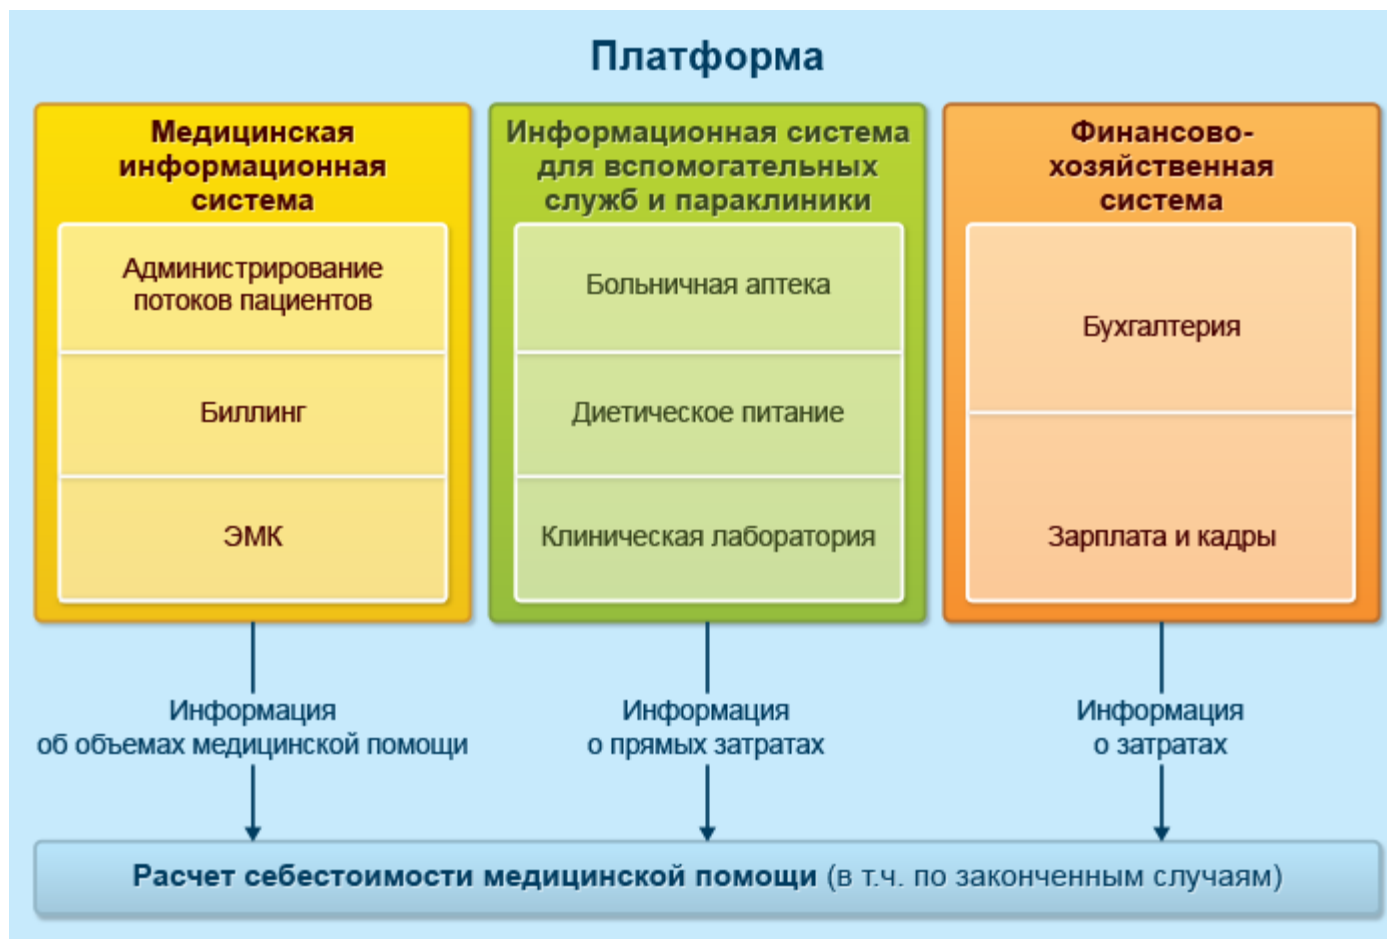 Платформа
Медицинская
информационная
система
Администрирование
потоков пациентов
Биллинг
ЭМК
Информационная система
для вспомогательных
служб и параклиники
Больничная аптека
Диетическое питание
Клиническая лаборатория
Финансово-
хозяйственная
система
Бухгалтерия
Зарплата и кадры
Информация
об объемах медицинской помощи
Информация
о прямых затратах
Информация
о затратах
Расчет себестоимости медицинской помощи (в т.ч. по законченным случаям)